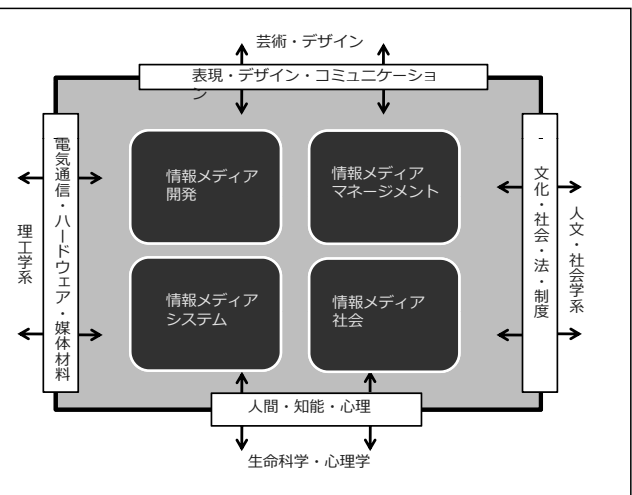 芸術・デザイン
表現・デザイン・コミュニケーショ
ン
電気通信・ハードウェア・媒体材料
理工学系
情報メディア
開発
情報メディア
マネージメント
情報メディア
システム
情報メディア
社会
文化・社会・法・制度
人文・社会学系
人間・知能・心理
生命科学・心理学